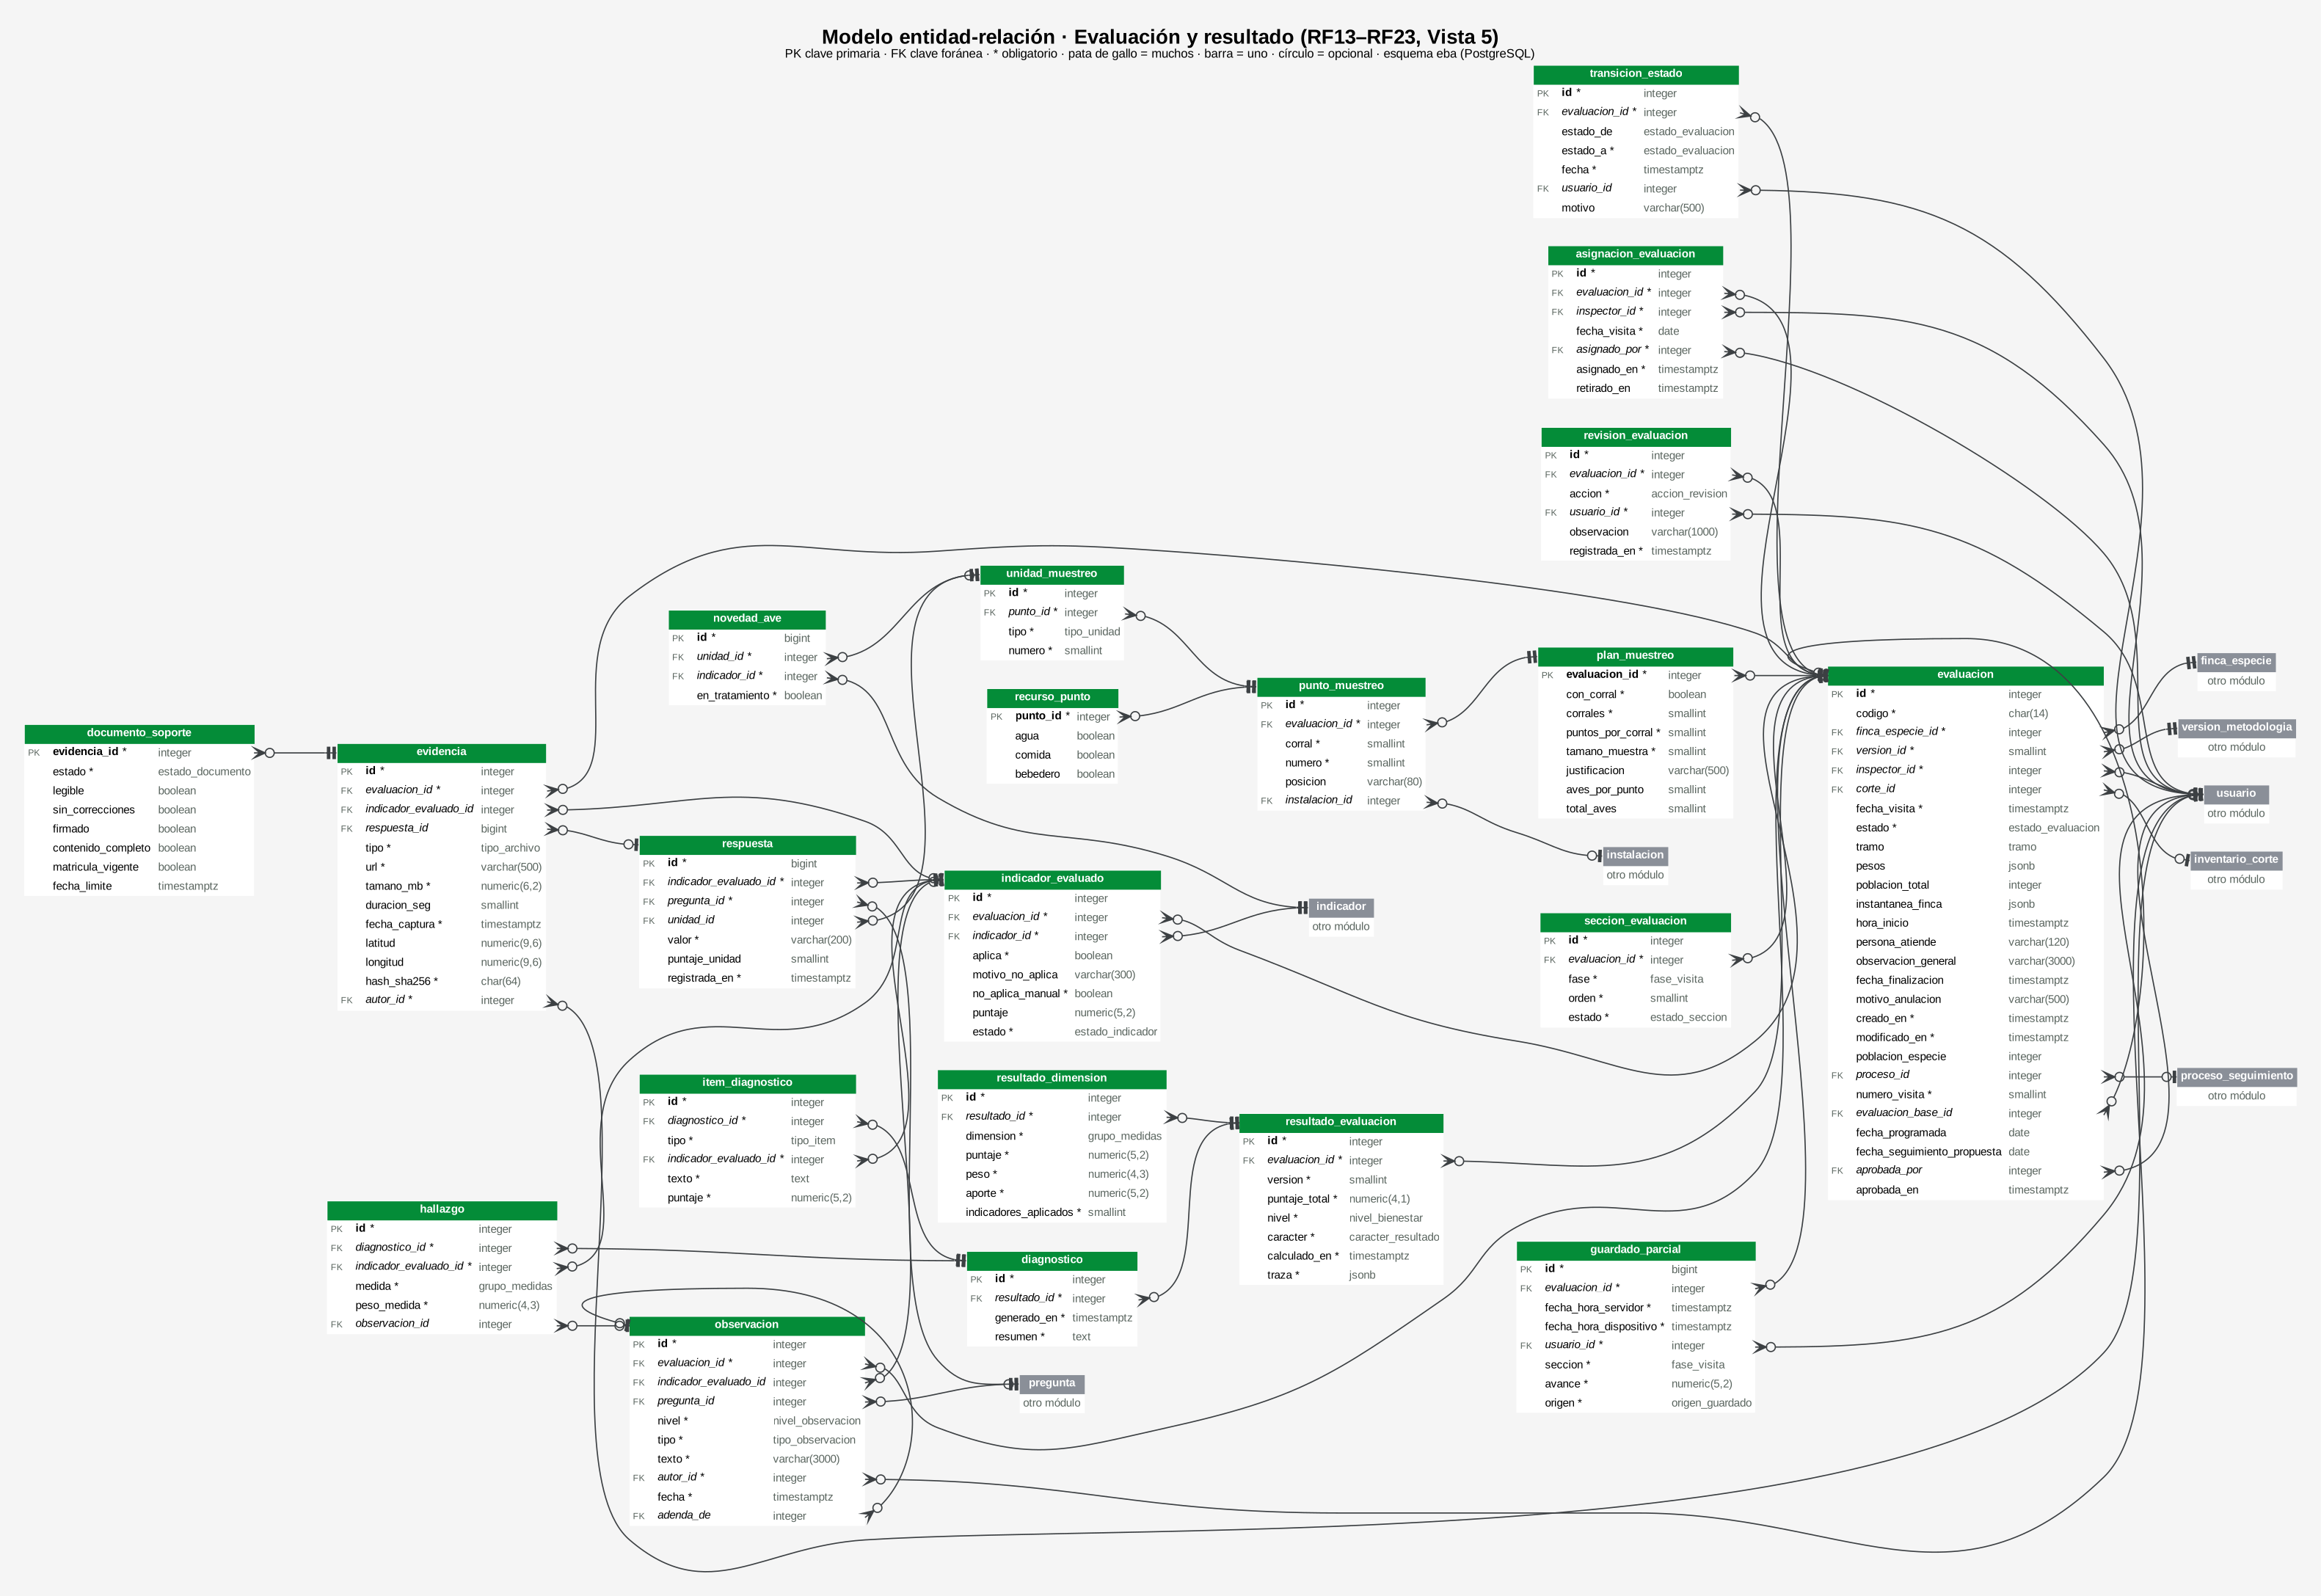 Modelo entidad-relación · Evaluación y resultado (RF13–RF23, Vista 5)
PK clave primaria · FK clave foránea · * obligatorio · pata de gallo = muchos · barra = uno · círculo = opcional · esquema eba (PostgreSQL)
transicion_estado
PK id * integer
FK evaluacion_id * integer
estado_de estado_evaluacion
estado_a * estado_evaluacion
fecha * timestamptz
FK usuario_id integer
motivo varchar(500)
asignacion_evaluacion
PK id * integer
FK evaluacion_id * integer
FK inspector_id * integer
fecha_visita * date
FK asignado_por * integer
asignado_en * timestamptz
retirado_en timestamptz
revision_evaluacion
PK id * integer
FK evaluacion_id * integer
accion * accion_revision
FK usuario_id * integer
observacion varchar(1000)
registrada_en * timestamptz
unidad_muestreo
PK id * integer
FK punto_id * integer
tipo * tipo_unidad
numero * smallint
novedad_ave
PK id * bigint
FK unidad_id * integer
FK indicador_id * integer
en_tratamiento * boolean
recurso_punto
PK punto_id * integer
agua boolean
comida boolean
bebedero boolean
punto_muestreo
PK id * integer
FK evaluacion_id * integer
corral * smallint
numero * smallint
posicion varchar(80)
FK instalacion_id integer
plan_muestreo
PK evaluacion_id * integer
con_corral * boolean
corrales * smallint
puntos_por_corral * smallint
tamano_muestra * smallint
justificacion varchar(500)
aves_por_punto smallint
total_aves smallint
evaluacion
PK id * integer
codigo * char(14)
FK finca_especie_id * integer
FK version_id * smallint
FK inspector_id * integer
FK corte_id integer
fecha_visita * timestamptz
estado * estado_evaluacion
tramo tramo
pesos jsonb
poblacion_total integer
instantanea_finca jsonb
hora_inicio timestamptz
persona_atiende varchar(120)
observacion_general varchar(3000)
fecha_finalizacion timestamptz
motivo_anulacion varchar(500)
creado_en * timestamptz
modificado_en * timestamptz
poblacion_especie integer
FK proceso_id integer
numero_visita * smallint
FK evaluacion_base_id integer
fecha_programada date
fecha_seguimiento_propuesta date
FK aprobada_por integer
aprobada_en timestamptz
finca_especie
otro módulo
version_metodologia
otro módulo
usuario
otro módulo
inventario_corte
otro módulo
proceso_seguimiento
otro módulo
documento_soporte
PK evidencia_id * integer
estado * estado_documento
legible boolean
sin_correcciones boolean
firmado boolean
contenido_completo boolean
matricula_vigente boolean
fecha_limite timestamptz
evidencia
PK id * integer
FK evaluacion_id * integer
FK indicador_evaluado_id integer
FK respuesta_id bigint
tipo * tipo_archivo
url * varchar(500)
tamano_mb * numeric(6,2)
duracion_seg smallint
fecha_captura * timestamptz
latitud numeric(9,6)
longitud numeric(9,6)
hash_sha256 * char(64)
FK autor_id * integer
respuesta
PK id * bigint
FK indicador_evaluado_id * integer
FK pregunta_id * integer
FK unidad_id integer
valor * varchar(200)
puntaje_unidad smallint
registrada_en * timestamptz
indicador_evaluado
PK id * integer
FK evaluacion_id * integer
FK indicador_id * integer
aplica * boolean
motivo_no_aplica varchar(300)
no_aplica_manual * boolean
puntaje numeric(5,2)
estado * estado_indicador
indicador
otro módulo
instalacion
otro módulo
seccion_evaluacion
PK id * integer
FK evaluacion_id * integer
fase * fase_visita
orden * smallint
estado * estado_seccion
item_diagnostico
PK id * integer
FK diagnostico_id * integer
tipo * tipo_item
FK indicador_evaluado_id * integer
texto * text
puntaje * numeric(5,2)
resultado_dimension
PK id * integer
FK resultado_id * integer
dimension * grupo_medidas
puntaje * numeric(5,2)
peso * numeric(4,3)
aporte * numeric(5,2)
indicadores_aplicados * smallint
resultado_evaluacion
PK id * integer
FK evaluacion_id * integer
version * smallint
puntaje_total * numeric(4,1)
nivel * nivel_bienestar
caracter * caracter_resultado
calculado_en * timestamptz
traza * jsonb
hallazgo
PK id * integer
FK diagnostico_id * integer
FK indicador_evaluado_id * integer
medida * grupo_medidas
peso_medida * numeric(4,3)
FK observacion_id integer
diagnostico
PK id * integer
FK resultado_id * integer
generado_en * timestamptz
resumen * text
guardado_parcial
PK id * bigint
FK evaluacion_id * integer
fecha_hora_servidor * timestamptz
fecha_hora_dispositivo * timestamptz
FK usuario_id * integer
seccion * fase_visita
avance * numeric(5,2)
origen * origen_guardado
observacion
PK id * integer
FK evaluacion_id * integer
FK indicador_evaluado_id integer
FK pregunta_id integer
nivel * nivel_observacion
tipo * tipo_observacion
texto * varchar(3000)
FK autor_id * integer
fecha * timestamptz
FK adenda_de integer
pregunta
otro módulo